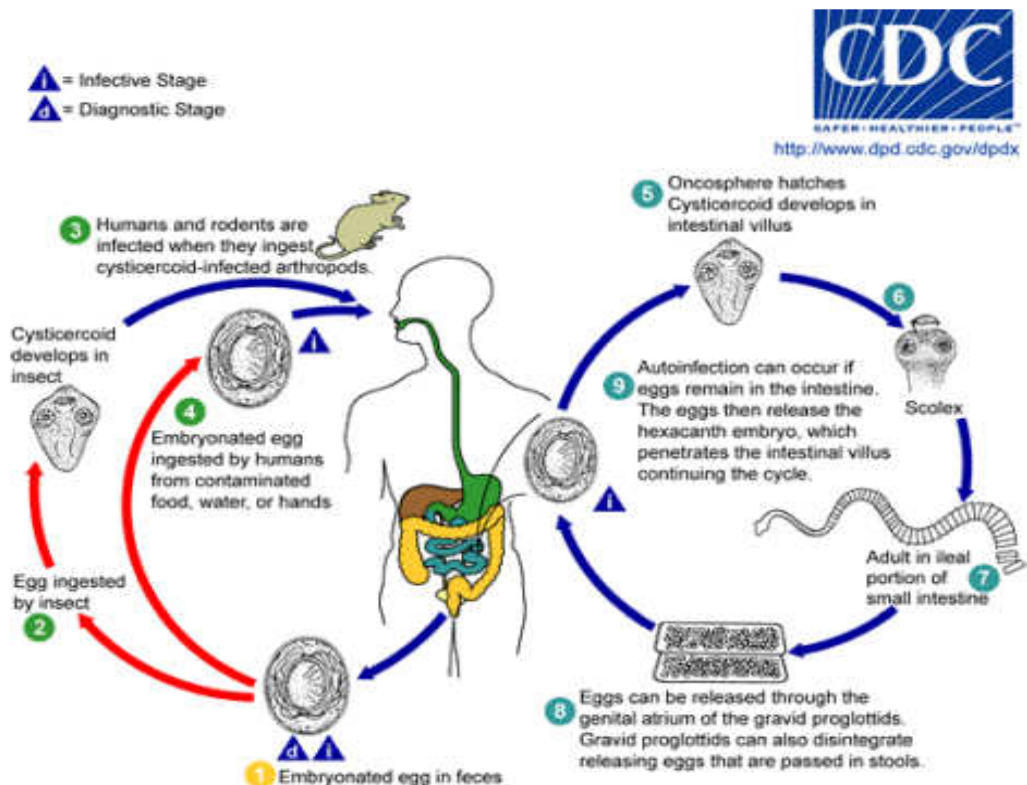 CDC
SAFER • HEALTHIER • PEOPLE™
http://www.dpd.cdc.gov/dpdx
i = Infective Stage
d = Diagnostic Stage
3 Humans and rodents are
infected when they ingest
cysticercoid-infected arthropods.
i
Cysticercoid
develops in
insect
4
Embryonated egg
ingested by humans
from contaminated
food, water, or hands
Egg ingested
by insect
2
d i
1 Embryonated egg in feces
5 Oncosphere hatches
Cysticercoid develops in
intestinal villus
6
Scolex
9 Autoinfection can occur if
eggs remain in the intestine.
The eggs then release the
hexacanth embryo, which
penetrates the intestinal villus
continuing the cycle.
i
Adult in ileal
portion of 7
small intestine
8 Eggs can be released through the
genital atrium of the gravid proglottids.
Gravid proglottids can also disintegrate
releasing eggs that are passed in stools.